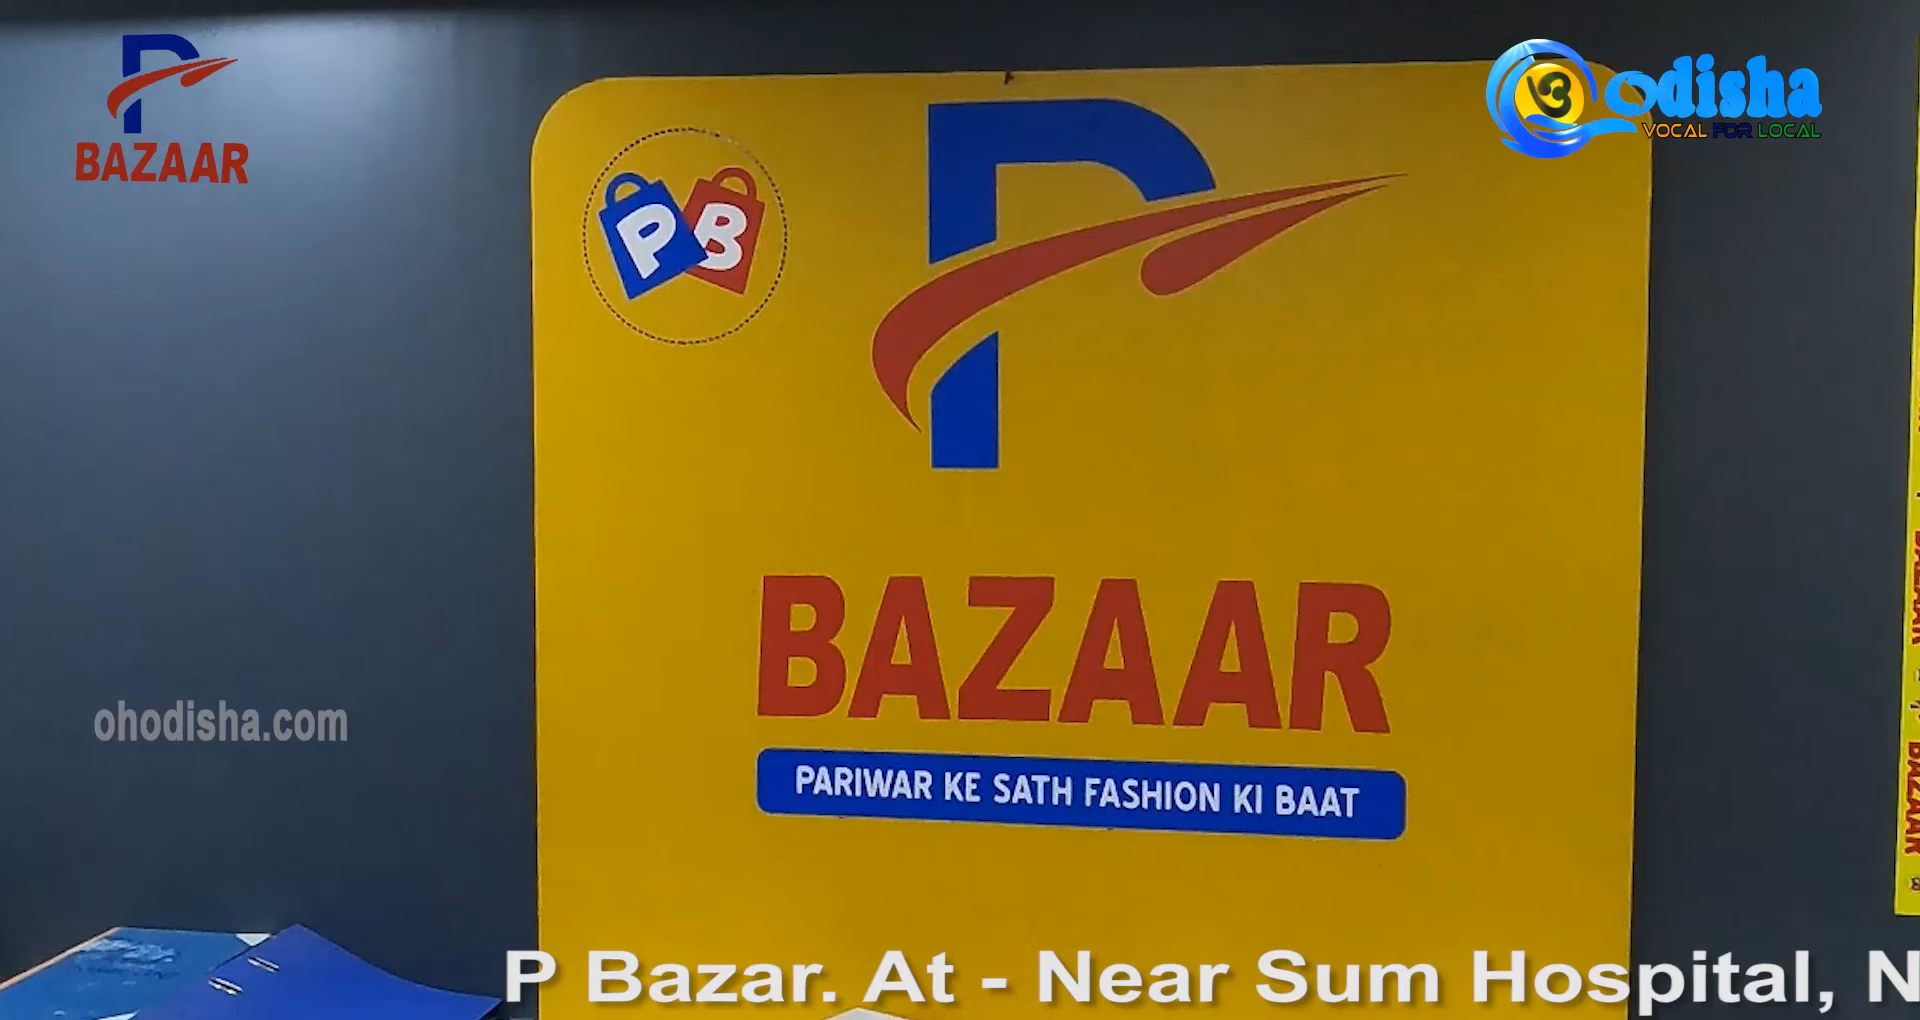 P
BAZAAR
ଓ odisha
VOCAL FOR LOCAL
P B
P
BAZAAR
PARIWAR KE SATH FASHION KI BAAT
ohodisha.com
BAZAAR
P Bazar. At - Near Sum Hospital, N